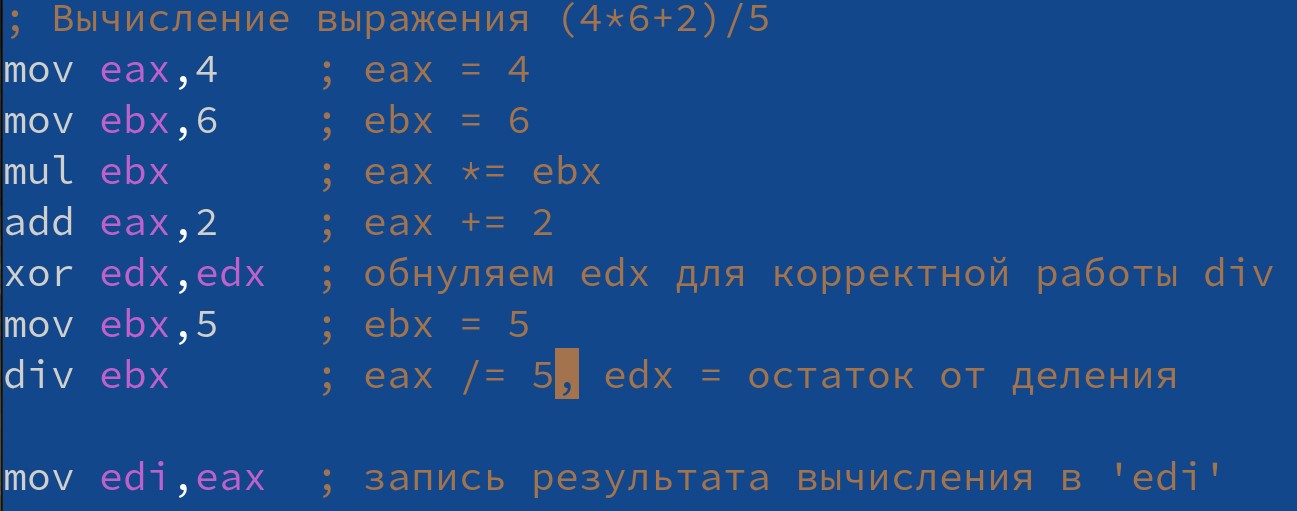 ; Вычисление выражения (4*6+2)/5
mov eax,4    ; eax = 4
mov ebx,6    ; ebx = 6
mul ebx      ; eax *= ebx
add eax,2    ; eax += 2
xor edx,edx  ; обнуляем edx для корректной работы div
mov ebx,5    ; ebx = 5
div ebx      ; eax /= 5, edx = остаток от деления
mov edi,eax  ; запись результата вычисления в 'edi'